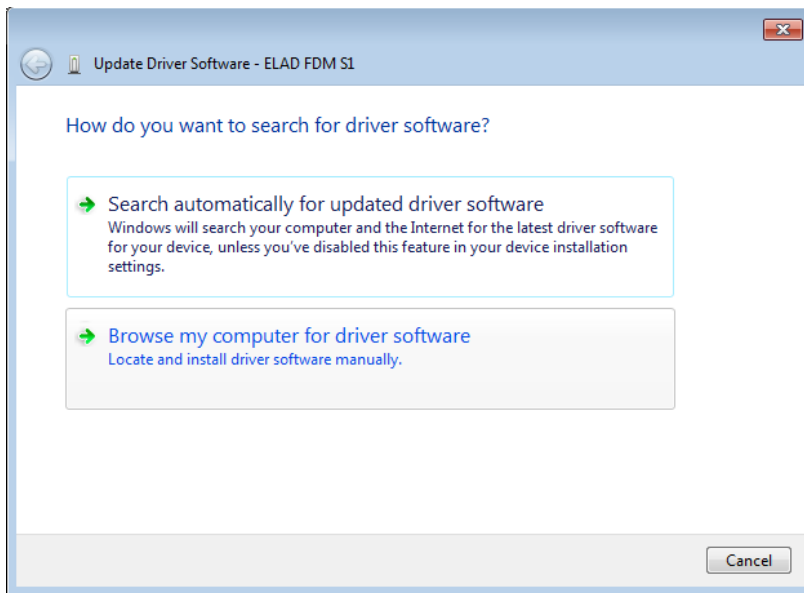 Update Driver Software - ELAD FDM S1
How do you want to search for driver software?
Search automatically for updated driver software
Windows will search your computer and the Internet for the latest driver software
for your device, unless you've disabled this feature in your device installation
settings.
Browse my computer for driver software
Locate and install driver software manually.
Cancel